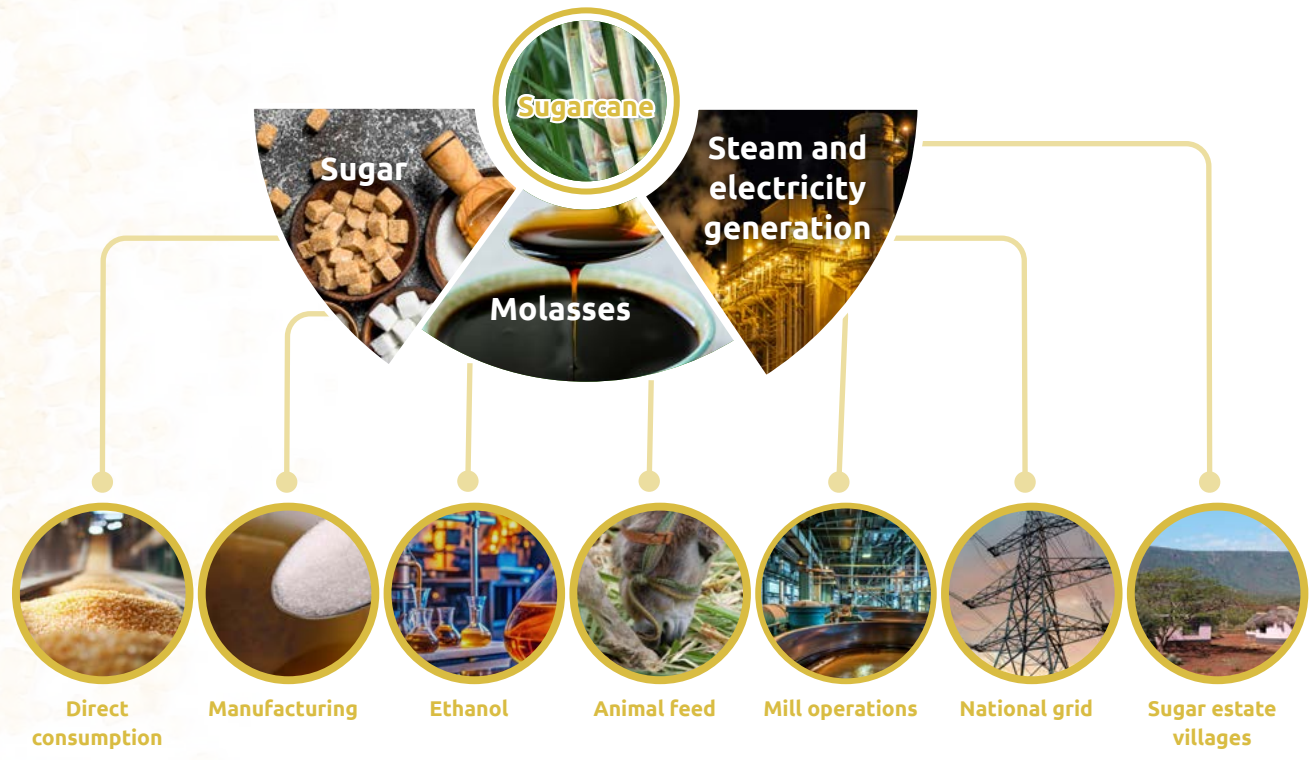 Sugarcane
Sugar
Molasses
Steam and
electricity
generation
Direct
consumption
Manufacturing
Ethanol
Animal feed
Mill operations
National grid
Sugar estate
villages